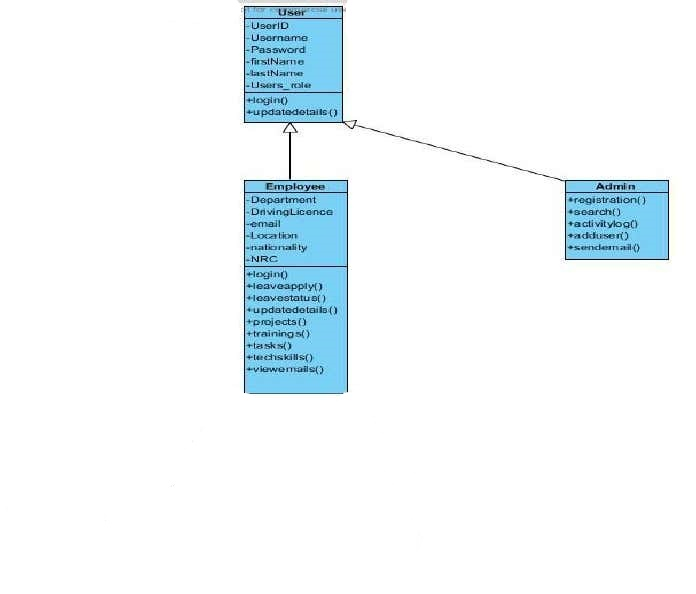 User
-UserID
-Username
-Password
-firstName
-lastName
-Users_role
+login()
+updatedetails()
Employee
-Department
-DrivingLicence
-email
-Location
-nationality
-NRC
+login()
+leaveapply()
+leavestatus()
+updatedetails()
+projects()
+trainings()
+tasks()
+techskills()
+viewemails()
Admin
+registration()
+search()
+activitylog()
+adduser()
+sendemail()